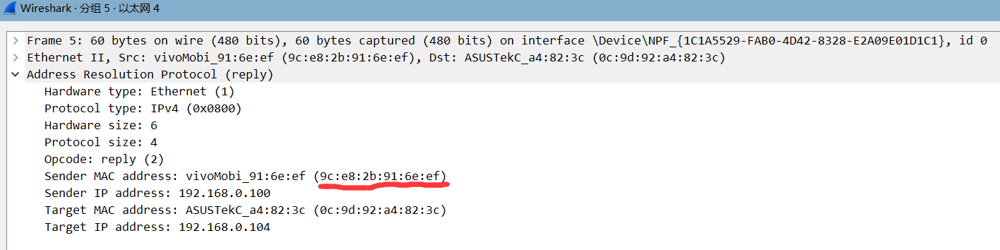 Wireshark · 分组 5 · 以太网 4
Frame 5: 60 bytes on wire (480 bits), 60 bytes captured (480 bits) on interface \Device\NPF_{1C1A5529-FAB0-4D42-8328-E2A09E01D1C1}, id 0
Ethernet II, Src: vivoMobi_91:6e:ef (9c:e8:2b:91:6e:ef), Dst: ASUSTekC_a4:82:3c (0c:9d:92:a4:82:3c)
Address Resolution Protocol (reply)
Hardware type: Ethernet (1)
Protocol type: IPv4 (0x0800)
Hardware size: 6
Protocol size: 4
Opcode: reply (2)
Sender MAC address: vivoMobi_91:6e:ef (9c:e8:2b:91:6e:ef)
Sender IP address: 192.168.0.100
Target MAC address: ASUSTekC_a4:82:3c (0c:9d:92:a4:82:3c)
Target IP address: 192.168.0.104